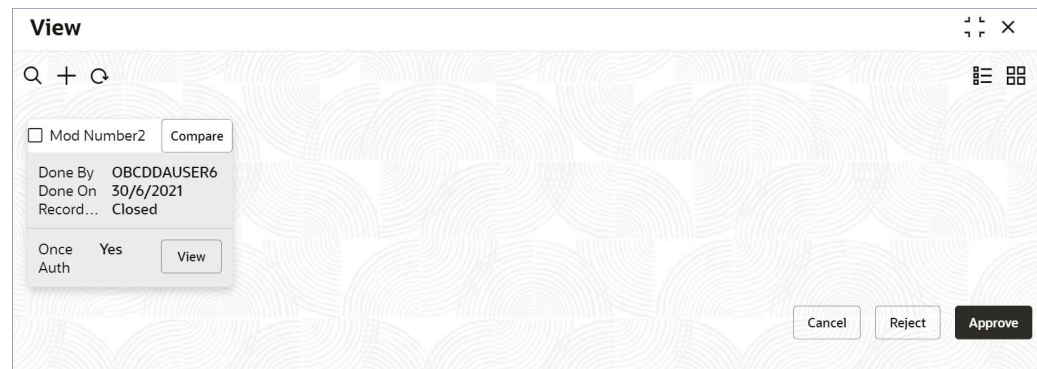 View
Mod Number2 Compare
Done By OBCDDAUSER6
Done On 30/6/2021
Record... Closed
Once Auth Yes View
Cancel Reject Approve